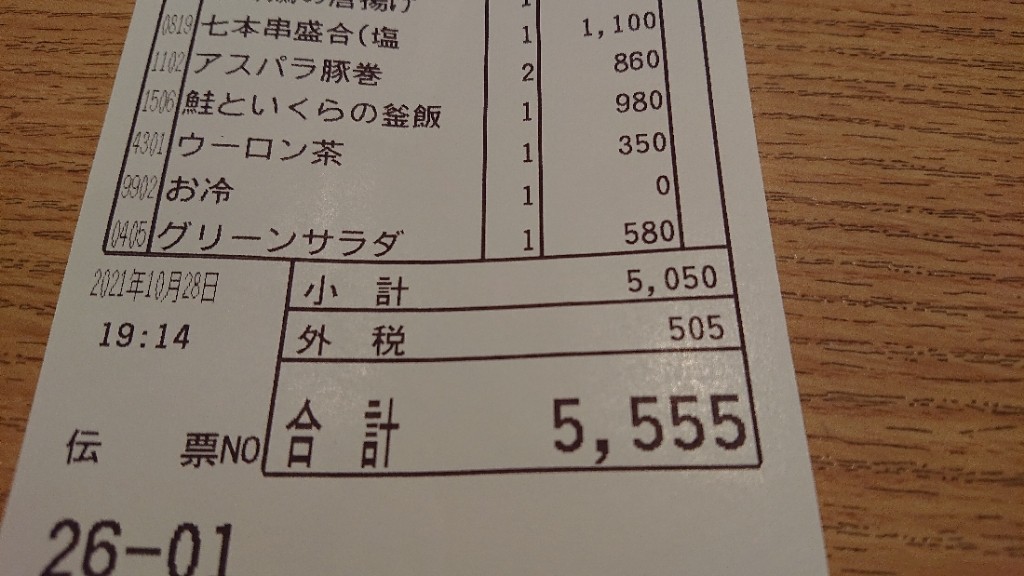 唐揚げ 1
0819 七本串盛合(塩 1 1,100
1102 アスパラ豚巻 2 860
1506 鮭といくらの釜飯 1 980
4301 ウーロン茶 1 350
9902 お冷 1 0
0405 グリーンサラダ 1 580
2021年10月28日
19:14
小計 5,050
外税 505
合計 5,555
伝票NO
26-01